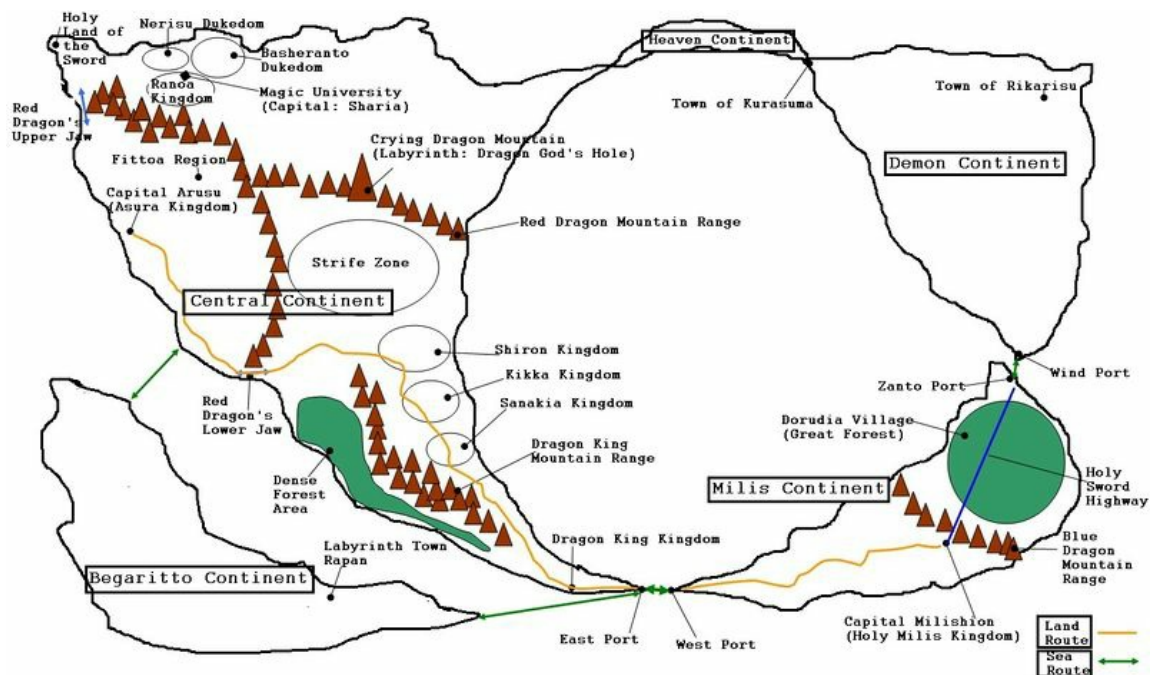 Holy
Land of
the
Sword
Nerisu Dukedom
Basheranto
Dukedom
Ranoa
Kingdom
Magic University
(Capital: Sharia)
Red
Dragon's
Upper Jaw
Crying Dragon Mountain
(Labyrinth: Dragon God's Hole)
Fittoa Region
Capital Arusu
(Asura Kingdom)
Red Dragon Mountain Range
Strife Zone
Central Continent
Shiron Kingdom
Kikka Kingdom
Sanakia Kingdom
Red
Dragon's
Lower Jaw
Dragon King
Mountain Range
Dense
Forest
Area
Labyrinth Town
Rapan
Begaritto Continent
Dragon King Kingdom
East Port
West Port
Heaven Continent
Town of Kurasuma
Town of Rikarisu
Demon Continent
Wind Port
Zanto Port
Dorudia Village
(Great Forest)
Milis Continent
Holy
Sword
Highway
Blue
Dragon
Mountain
Range
Capital Milishion
(Holy Milis Kingdom)
Land
Route
Sea
Route